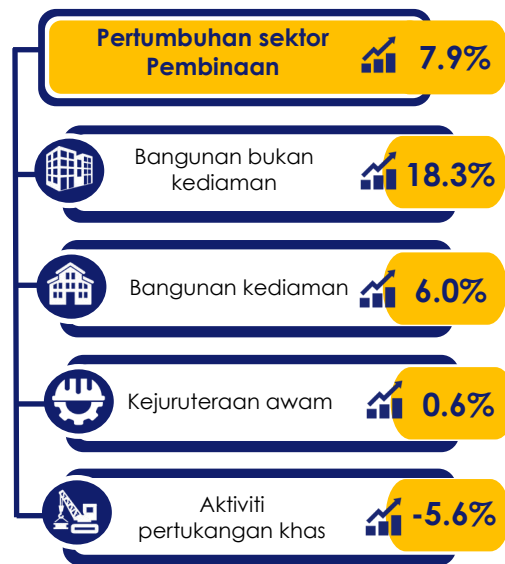 Pertumbuhan sektor
Pembinaan
7.9%
Bangunan bukan
kediaman
18.3%
Bangunan kediaman
6.0%
Kejuruteraan awam
0.6%
Aktiviti
pertukangan khas
-5.6%